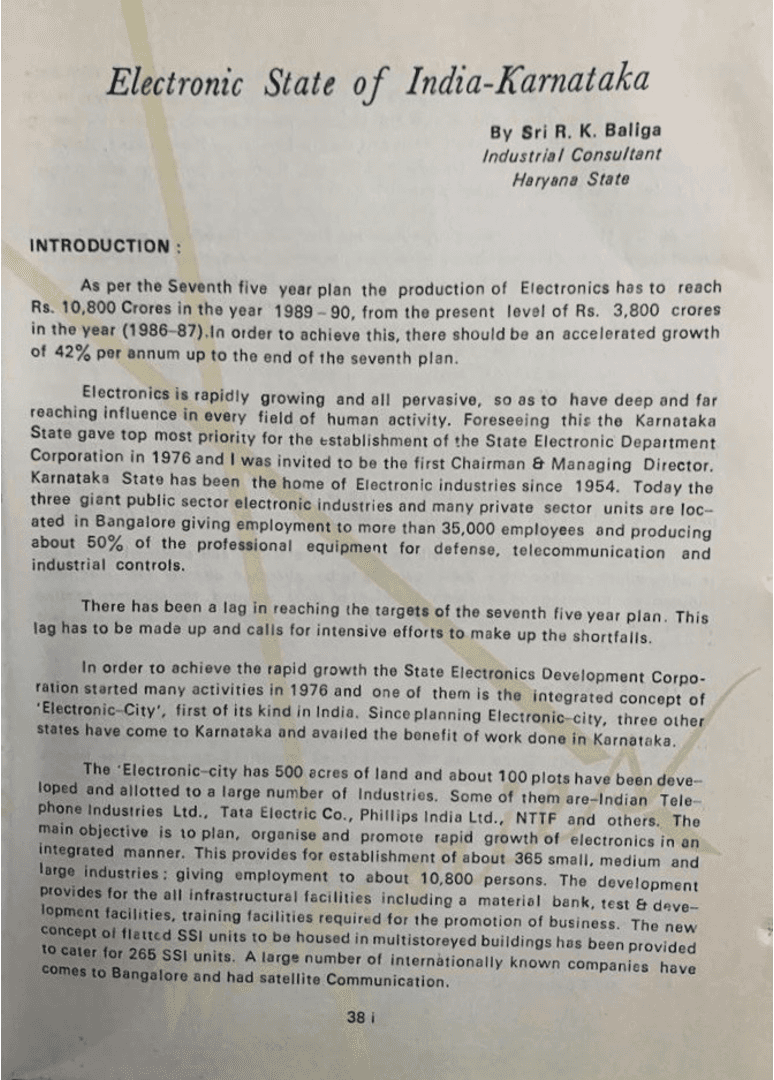 Electronic State of India-Karnataka
By Sri R. K. Baliga
Industrial Consultant
Haryana State
INTRODUCTION :
As per the Seventh five year plan the production of Electronics has to reach
Rs. 10,800 Crores in the year 1989 – 90, from the present level of Rs. 3,800 crores
in the year (1986–87).In order to achieve this, there should be an accelerated growth
of 42% per annum up to the end of the seventh plan.
Electronics is rapidly growing and all pervasive, so as to have deep and far
reaching influence in every field of human activity. Foreseeing this the Karnataka
State gave top most priority for the establishment of the State Electronic Department
Corporation in 1976 and I was invited to be the first Chairman & Managing Director.
Karnataka State has been the home of Electronic industries since 1954. Today the
three giant public sector electronic industries and many private sector units are loc–
ated in Bangalore giving employment to more than 35,000 employees and producing
about 50% of the professional equipment for defense, telecommunication and
industrial controls.
There has been a lag in reaching the targets of the seventh five year plan. This
lag has to be made up and calls for intensive efforts to make up the shortfalls.
In order to achieve the rapid growth the State Electronics Development Corpo-
ration started many activities in 1976 and one of them is the integrated concept of
'Electronic–City', first of its kind in India. Since planning Electronic–city, three other
states have come to Karnataka and availed the benefit of work done in Karnataka.
The 'Electronic-city has 500 acres of land and about 100 plots have been deve–
loped and allotted to a large number of Industries. Some of them are–Indian Tele–
phone Industries Ltd., Tata Electric Co., Phillips India Ltd., NTTF and others. The
main objective is to plan, organise and promote rapid growth of electronics in an
integrated manner. This provides for establishment of about 365 small, medium and
large industries; giving employment to about 10,800 persons. The development
provides for the all infrastructural facilities including a material bank, test & deve–
lopment facilities, training facilities required for the promotion of business. The new
concept of flatted SSI units to be housed in multistoreyed buildings has been provided
to cater for 265 SSI units. A large number of internationally known companies have
comes to Bangalore and had satellite Communication.
38 i